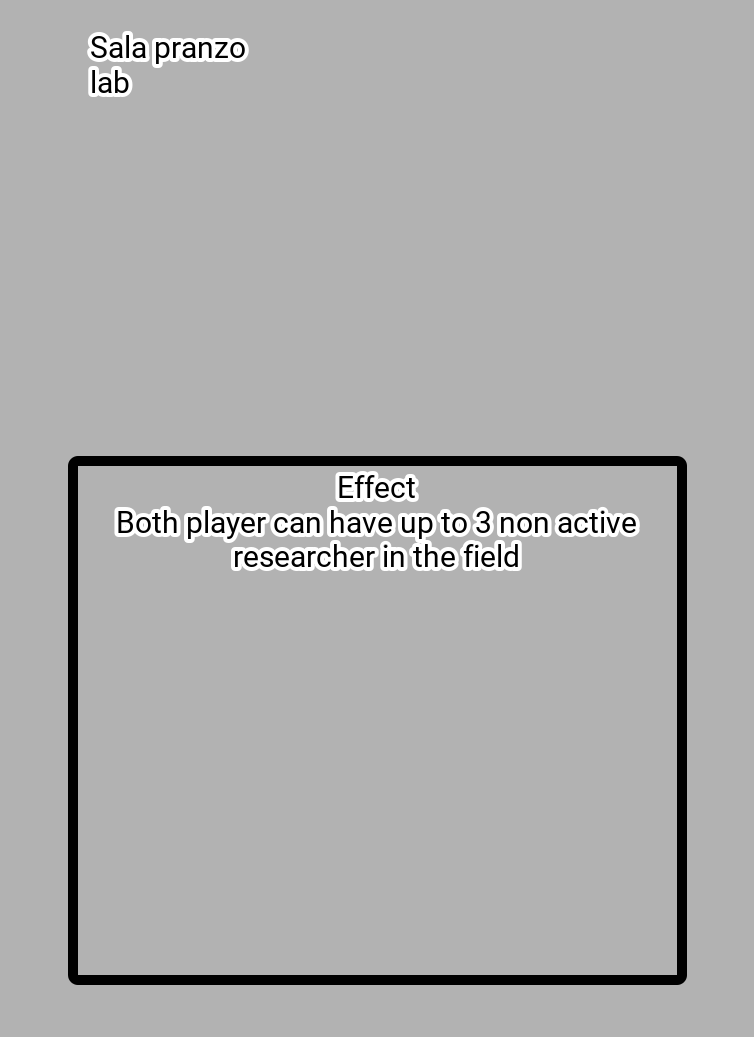 Sala pranzo
lab
Effect
Both player can have up to 3 non active
researcher in the field